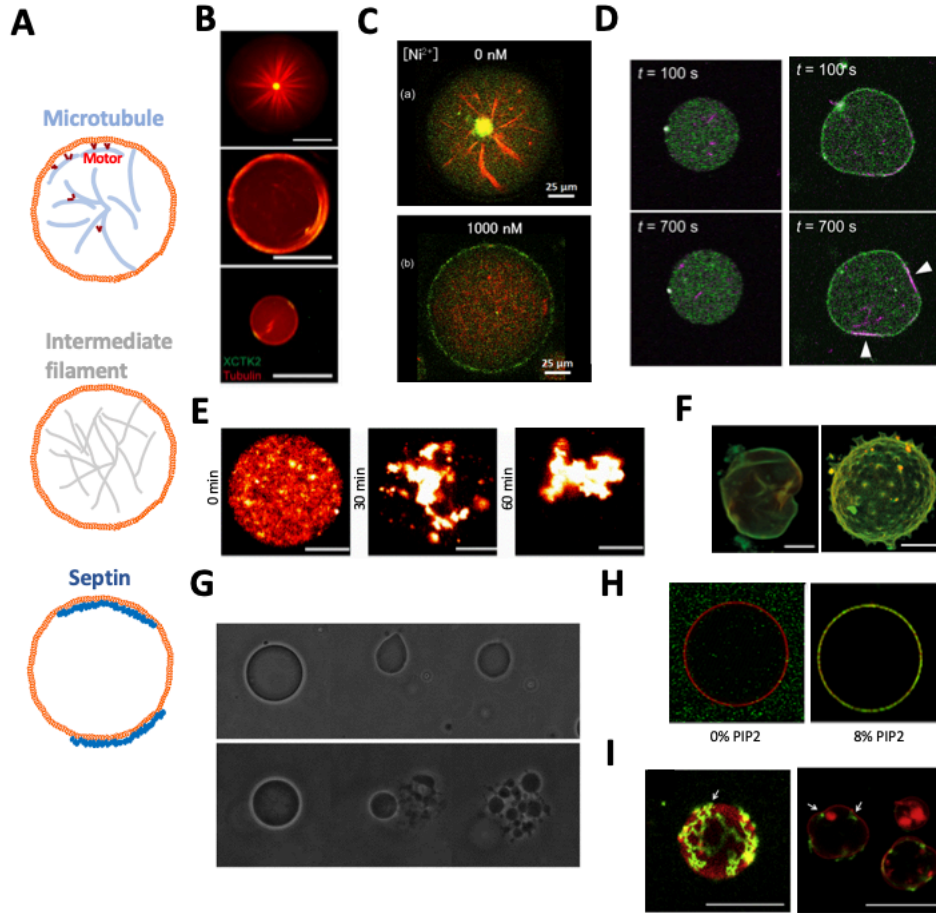 A
Microtubule
Motor
Intermediate
filament
Septin
B
XCTK2
Tubulin
C
[Ni²⁺]
0 nM
(a)
25 µm
1000 nM
(b)
25 µm
D
t = 100 s
t = 100 s
t = 700 s
t = 700 s
E
0 min
30 min
60 min
F
G
H
0% PIP2
8% PIP2
I